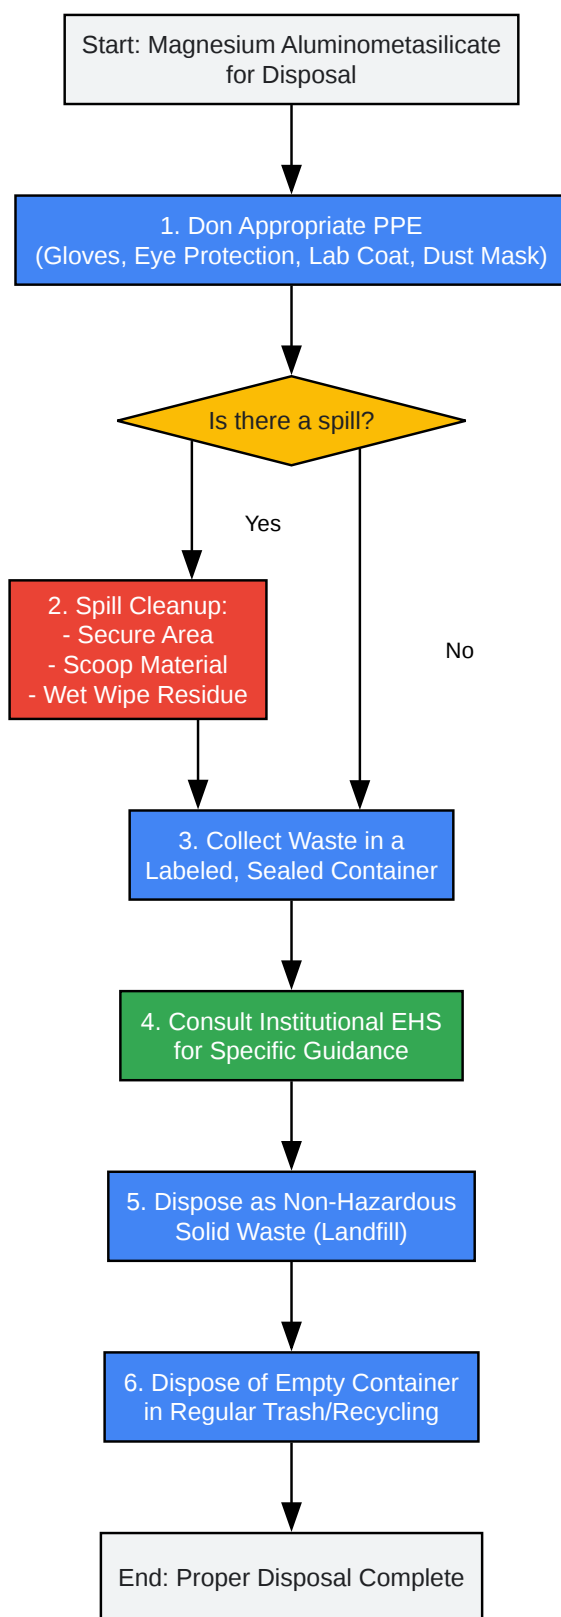 Start: Magnesium Aluminometasilicate
for Disposal
1. Don Appropriate PPE
(Gloves, Eye Protection, Lab Coat, Dust Mask)
Is there a spill?
Yes
2. Spill Cleanup:
- Secure Area
- Scoop Material
- Wet Wipe Residue
No
3. Collect Waste in a
Labeled, Sealed Container
4. Consult Institutional EHS
for Specific Guidance
5. Dispose as Non-Hazardous
Solid Waste (Landfill)
6. Dispose of Empty Container
in Regular Trash/Recycling
End: Proper Disposal Complete